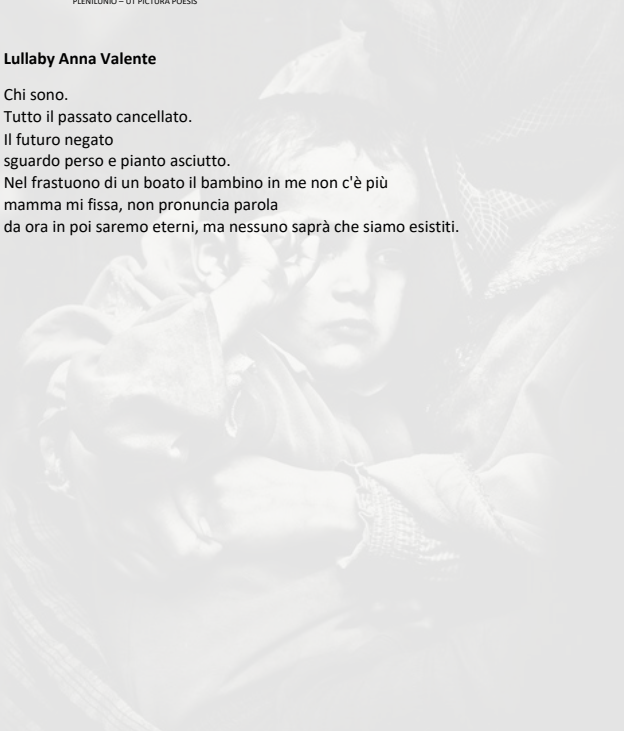 PLENILUNIO – UT PICTURA POESIS
Lullaby Anna Valente
Chi sono.
Tutto il passato cancellato.
Il futuro negato
sguardo perso e pianto asciutto.
Nel frastuono di un boato il bambino in me non c'è più
mamma mi fissa, non pronuncia parola
da ora in poi saremo eterni, ma nessuno saprà che siamo esistiti.